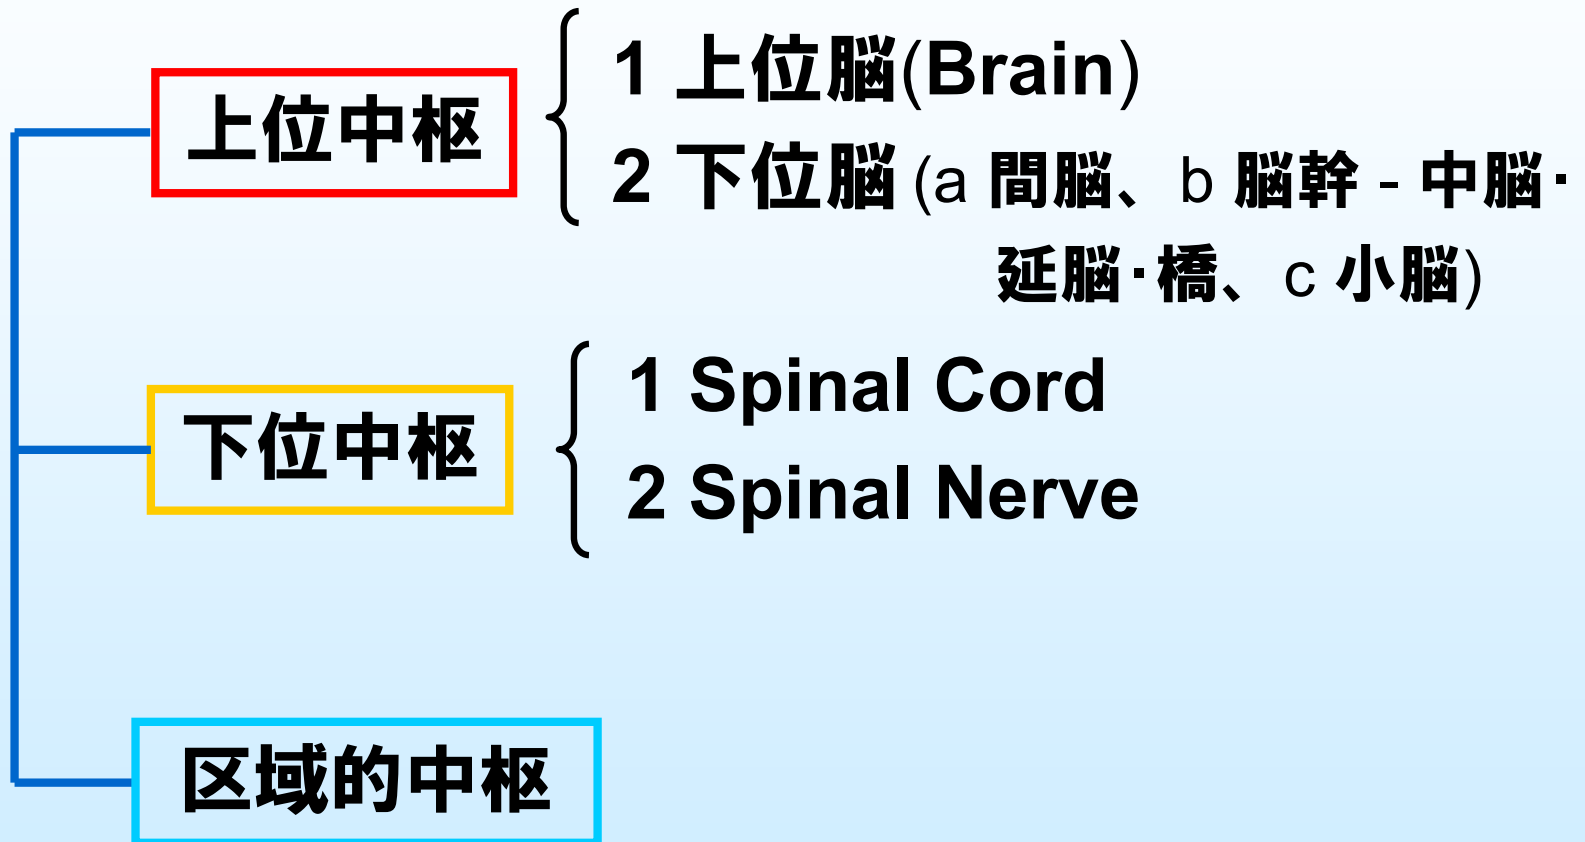 上位中枢
1 上位脳(Brain)
2 下位脳 (a 間脳、b 脳幹 - 中脳･
延脳･橋、c 小脳)
下位中枢
1 Spinal Cord
2 Spinal Nerve
区域的中枢